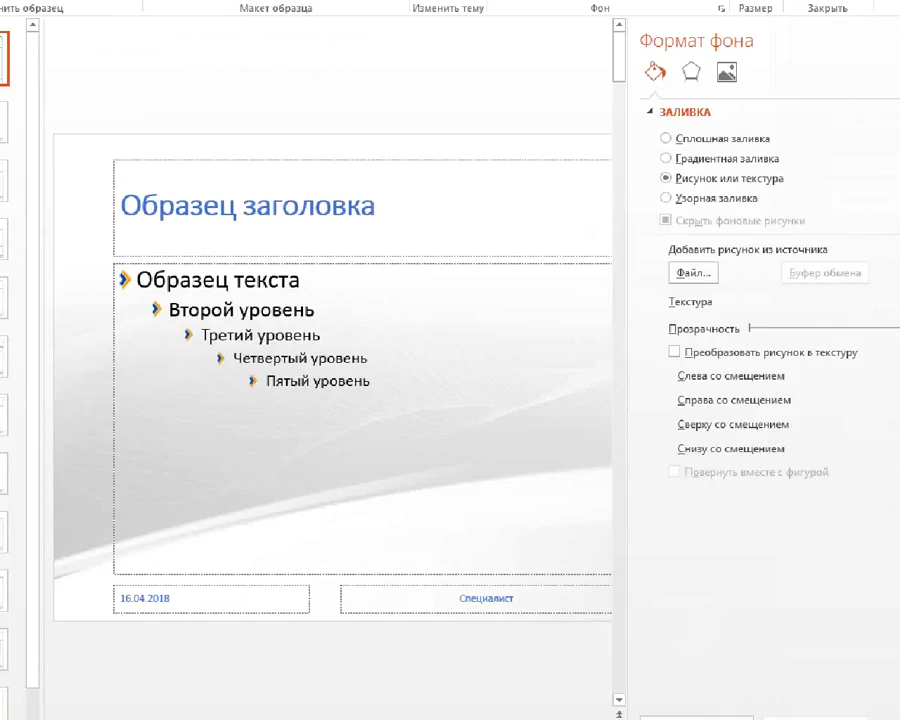 нить образец
Макет образца
Изменить тему
Фон
Размер
Закрыть
Формат фона
ЗАЛИВКА
Сплошная заливка
Градиентная заливка
Рисунок или текстура
Узорная заливка
Скрыть фоновые рисунки
Добавить рисунок из источника
Файл...
Буфер обмена
Текстура
Прозрачность
Преобразовать рисунок в текстуру
Слева со смещением
Справа со смещением
Сверху со смещением
Снизу со смещением
Повернуть вместе с фигурой
Образец заголовка
Образец текста
Второй уровень
Третий уровень
Четвертый уровень
Пятый уровень
16.04.2018
Специалист